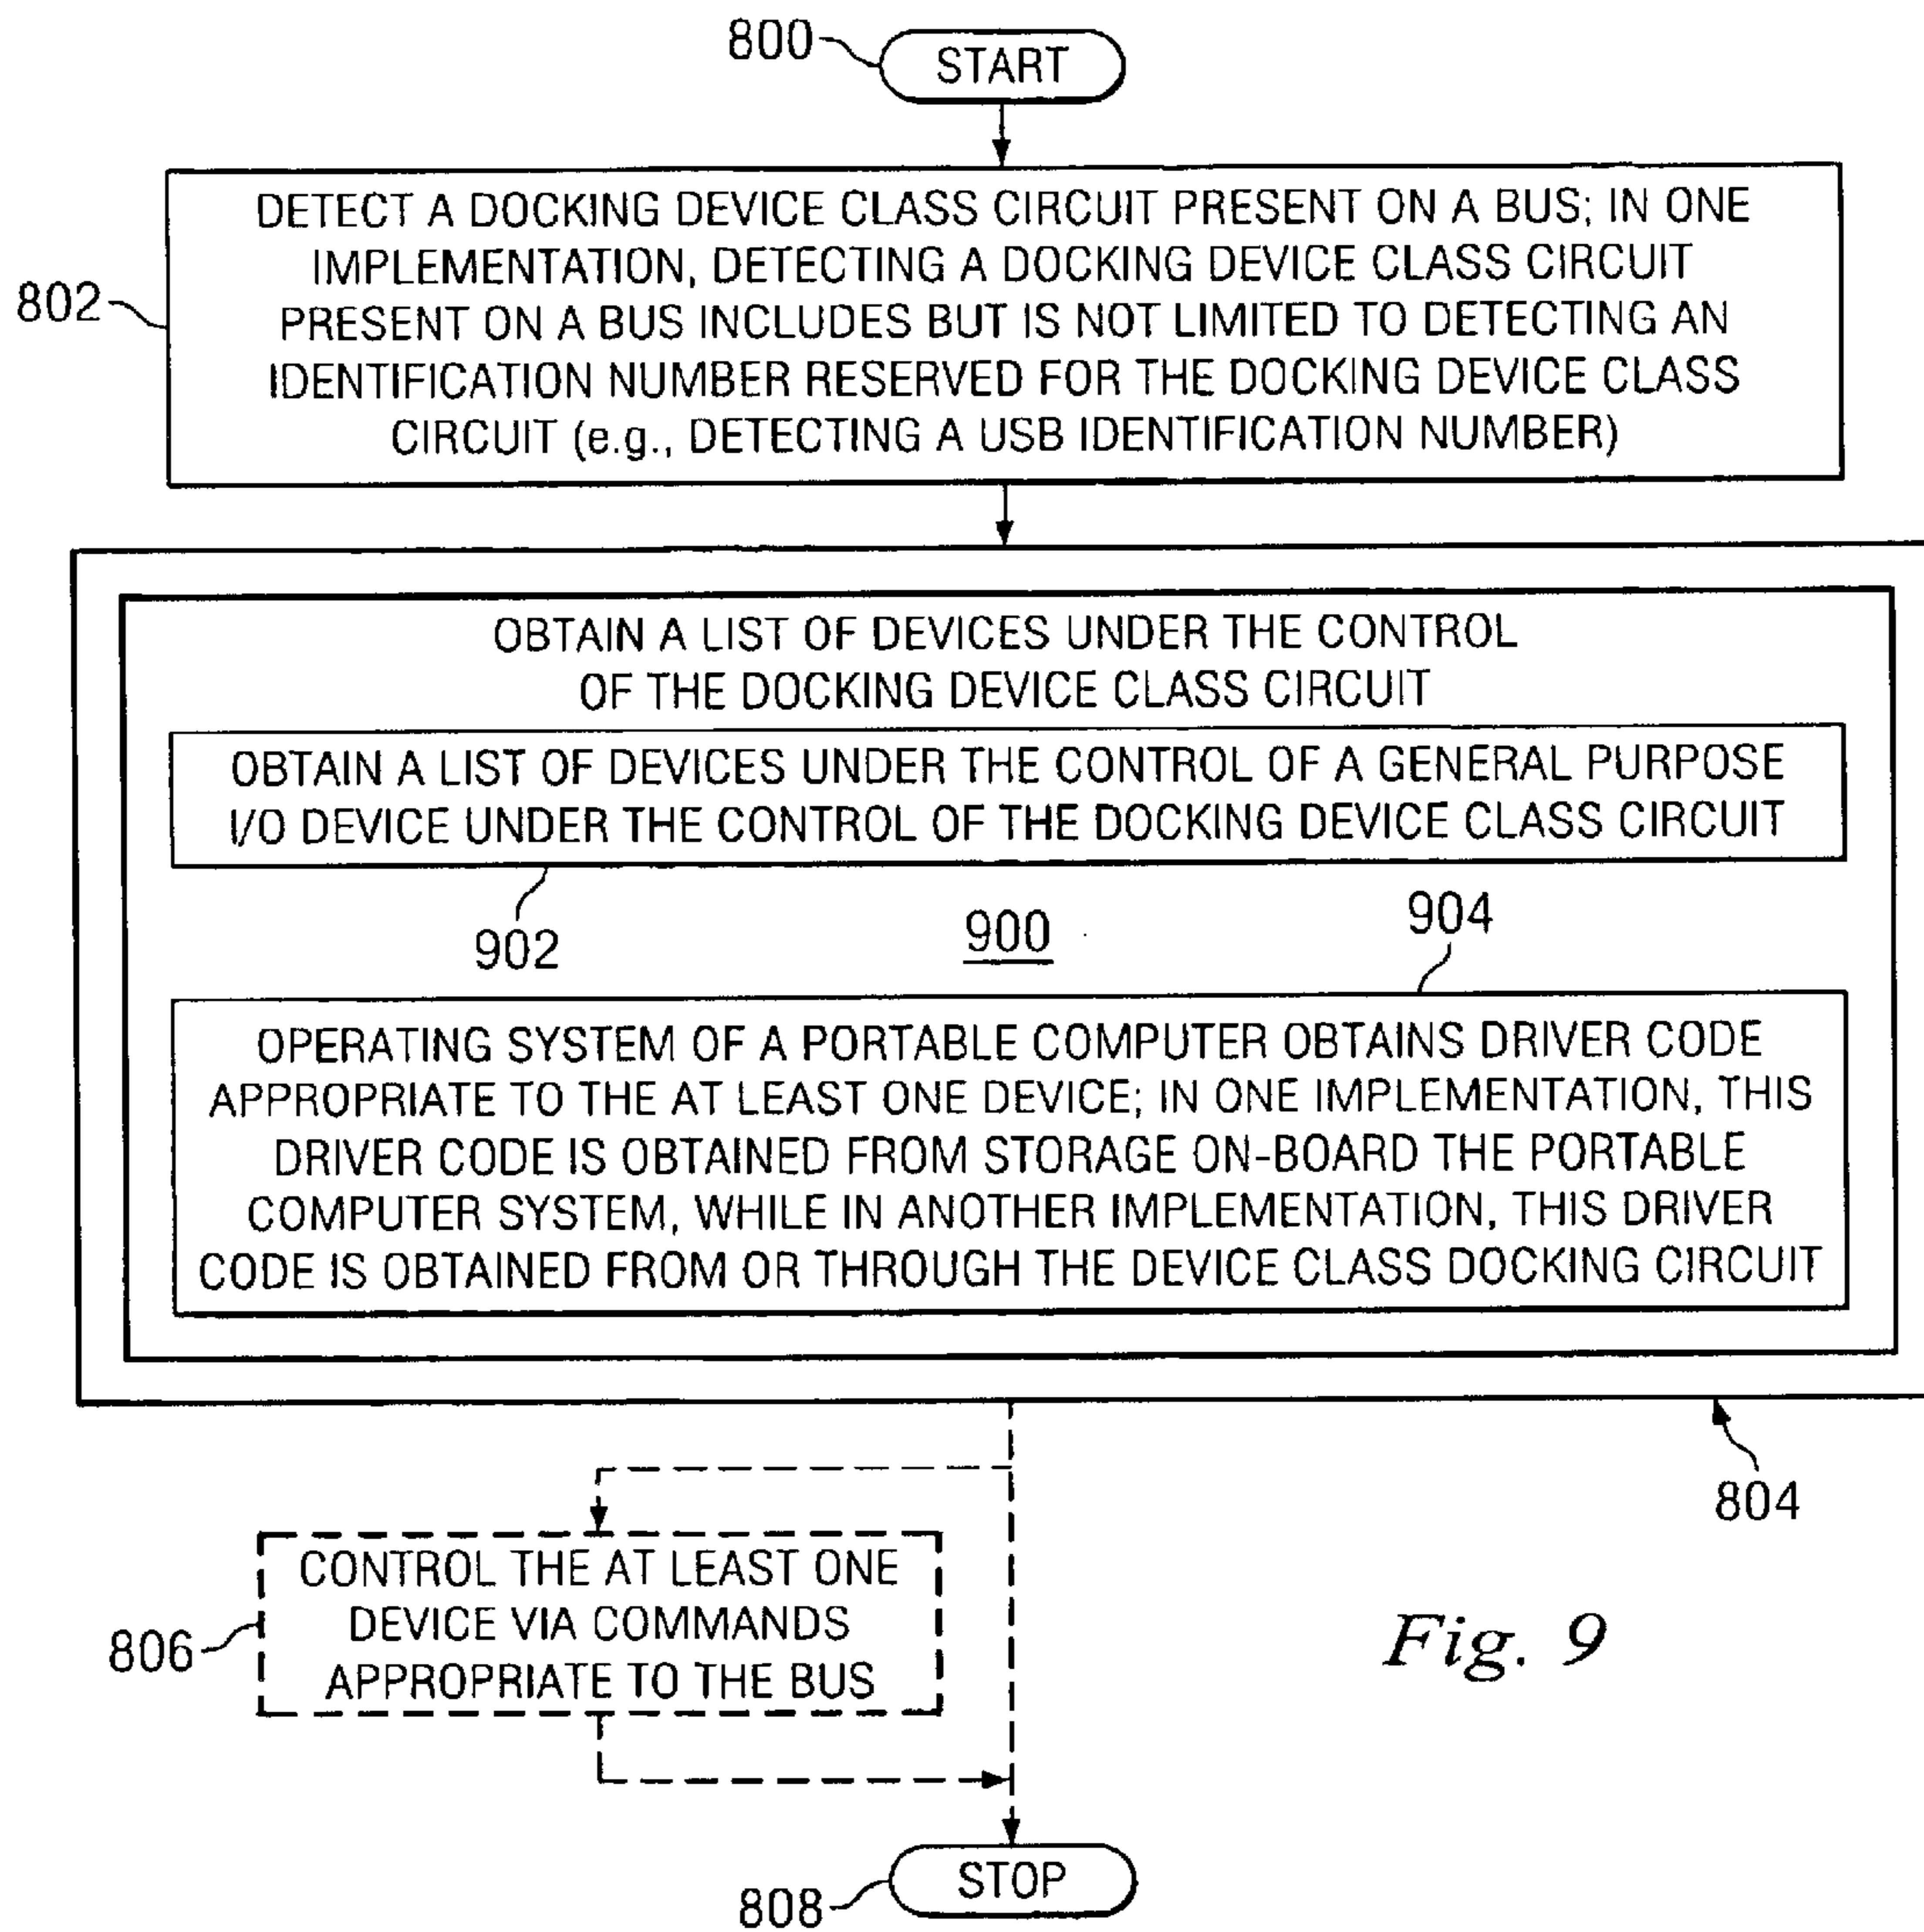 800
START
DETECT A DOCKING DEVICE CLASS CIRCUIT PRESENT ON A BUS; IN ONE
IMPLEMENTATION, DETECTING A DOCKING DEVICE CLASS CIRCUIT
PRESENT ON A BUS INCLUDES BUT IS NOT LIMITED TO DETECTING AN
IDENTIFICATION NUMBER RESERVED FOR THE DOCKING DEVICE CLASS
CIRCUIT (e.g., DETECTING A USB IDENTIFICATION NUMBER)
802
OBTAIN A LIST OF DEVICES UNDER THE CONTROL
OF THE DOCKING DEVICE CLASS CIRCUIT
OBTAIN A LIST OF DEVICES UNDER THE CONTROL OF A GENERAL PURPOSE
I/O DEVICE UNDER THE CONTROL OF THE DOCKING DEVICE CLASS CIRCUIT
902
900
904
OPERATING SYSTEM OF A PORTABLE COMPUTER OBTAINS DRIVER CODE
APPROPRIATE TO THE AT LEAST ONE DEVICE; IN ONE IMPLEMENTATION, THIS
DRIVER CODE IS OBTAINED FROM STORAGE ON-BOARD THE PORTABLE
COMPUTER SYSTEM, WHILE IN ANOTHER IMPLEMENTATION, THIS DRIVER
CODE IS OBTAINED FROM OR THROUGH THE DEVICE CLASS DOCKING CIRCUIT
804
CONTROL THE AT LEAST ONE
DEVICE VIA COMMANDS
APPROPRIATE TO THE BUS
806
Fig. 9
STOP
808